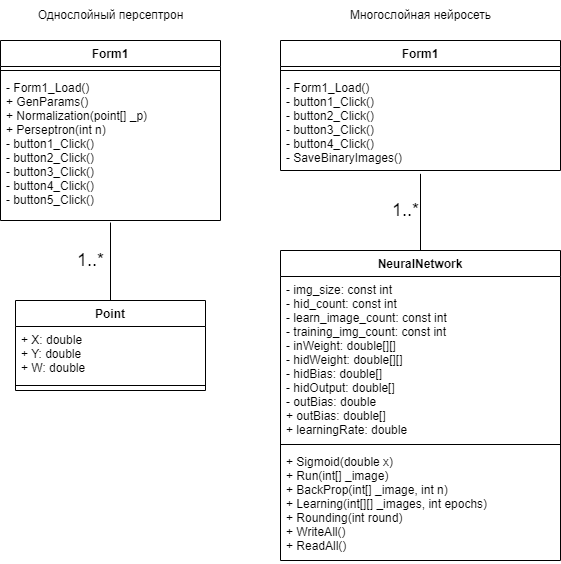 Однослойный персептрон
Form1
- Form1_Load()
+ GenParams()
+ Normalization(point[] _p)
+ Perseptron(int n)
- button1_Click()
- button2_Click()
- button3_Click()
- button4_Click()
- button5_Click()
1..*
Point
+ X: double
+ Y: double
+ W: double
Многослойная нейросеть
Form1
- Form1_Load()
- button1_Click()
- button2_Click()
- button3_Click()
- button4_Click()
- SaveBinaryImages()
1..*
NeuralNetwork
- img_size: const int
- hid_count: const int
- learn_image_count: const int
- training_img_count: const int
- inWeight: double[][]
- hidWeight: double[][]
- hidBias: double[]
- hidOutput: double[]
- outBias: double
+ outBias: double[]
+ learningRate: double
+ Sigmoid(double x)
+ Run(int[] _image)
+ BackProp(int[] _image, int n)
+ Learning(int[][] _images, int epochs)
+ Rounding(int round)
+ WriteAll()
+ ReadAll()